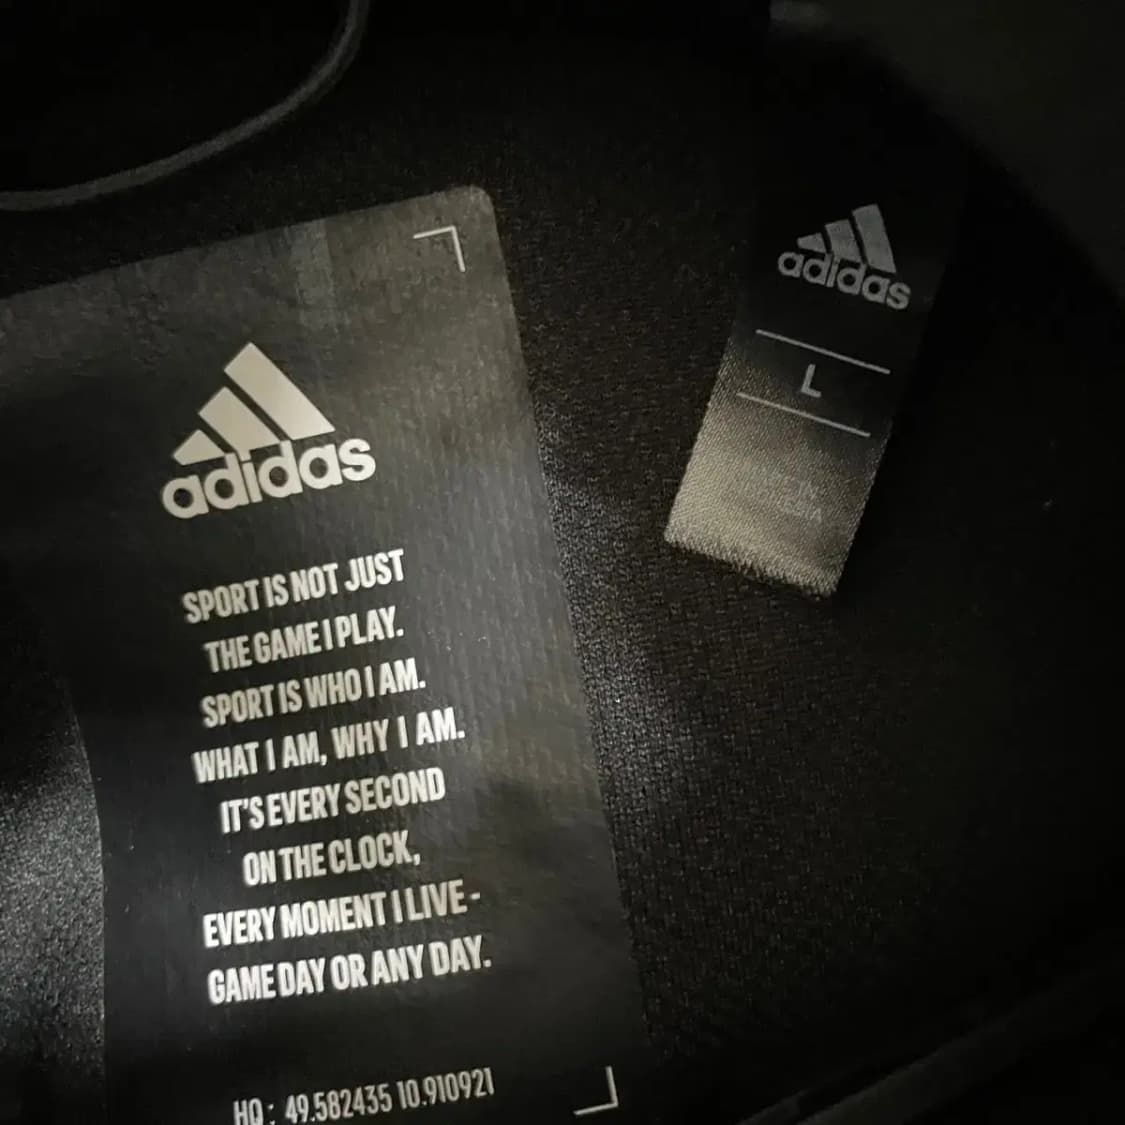 adidas
SPORT IS NOT JUST
THE GAME I PLAY.
SPORT IS WHO I AM.
WHAT I AM, WHY I AM.
IT'S EVERY SECOND
ON THE CLOCK,
EVERY MOMENT I LIVE -
GAME DAY OR ANY DAY.
HQ: 49.582435 10.910921
adidas
L